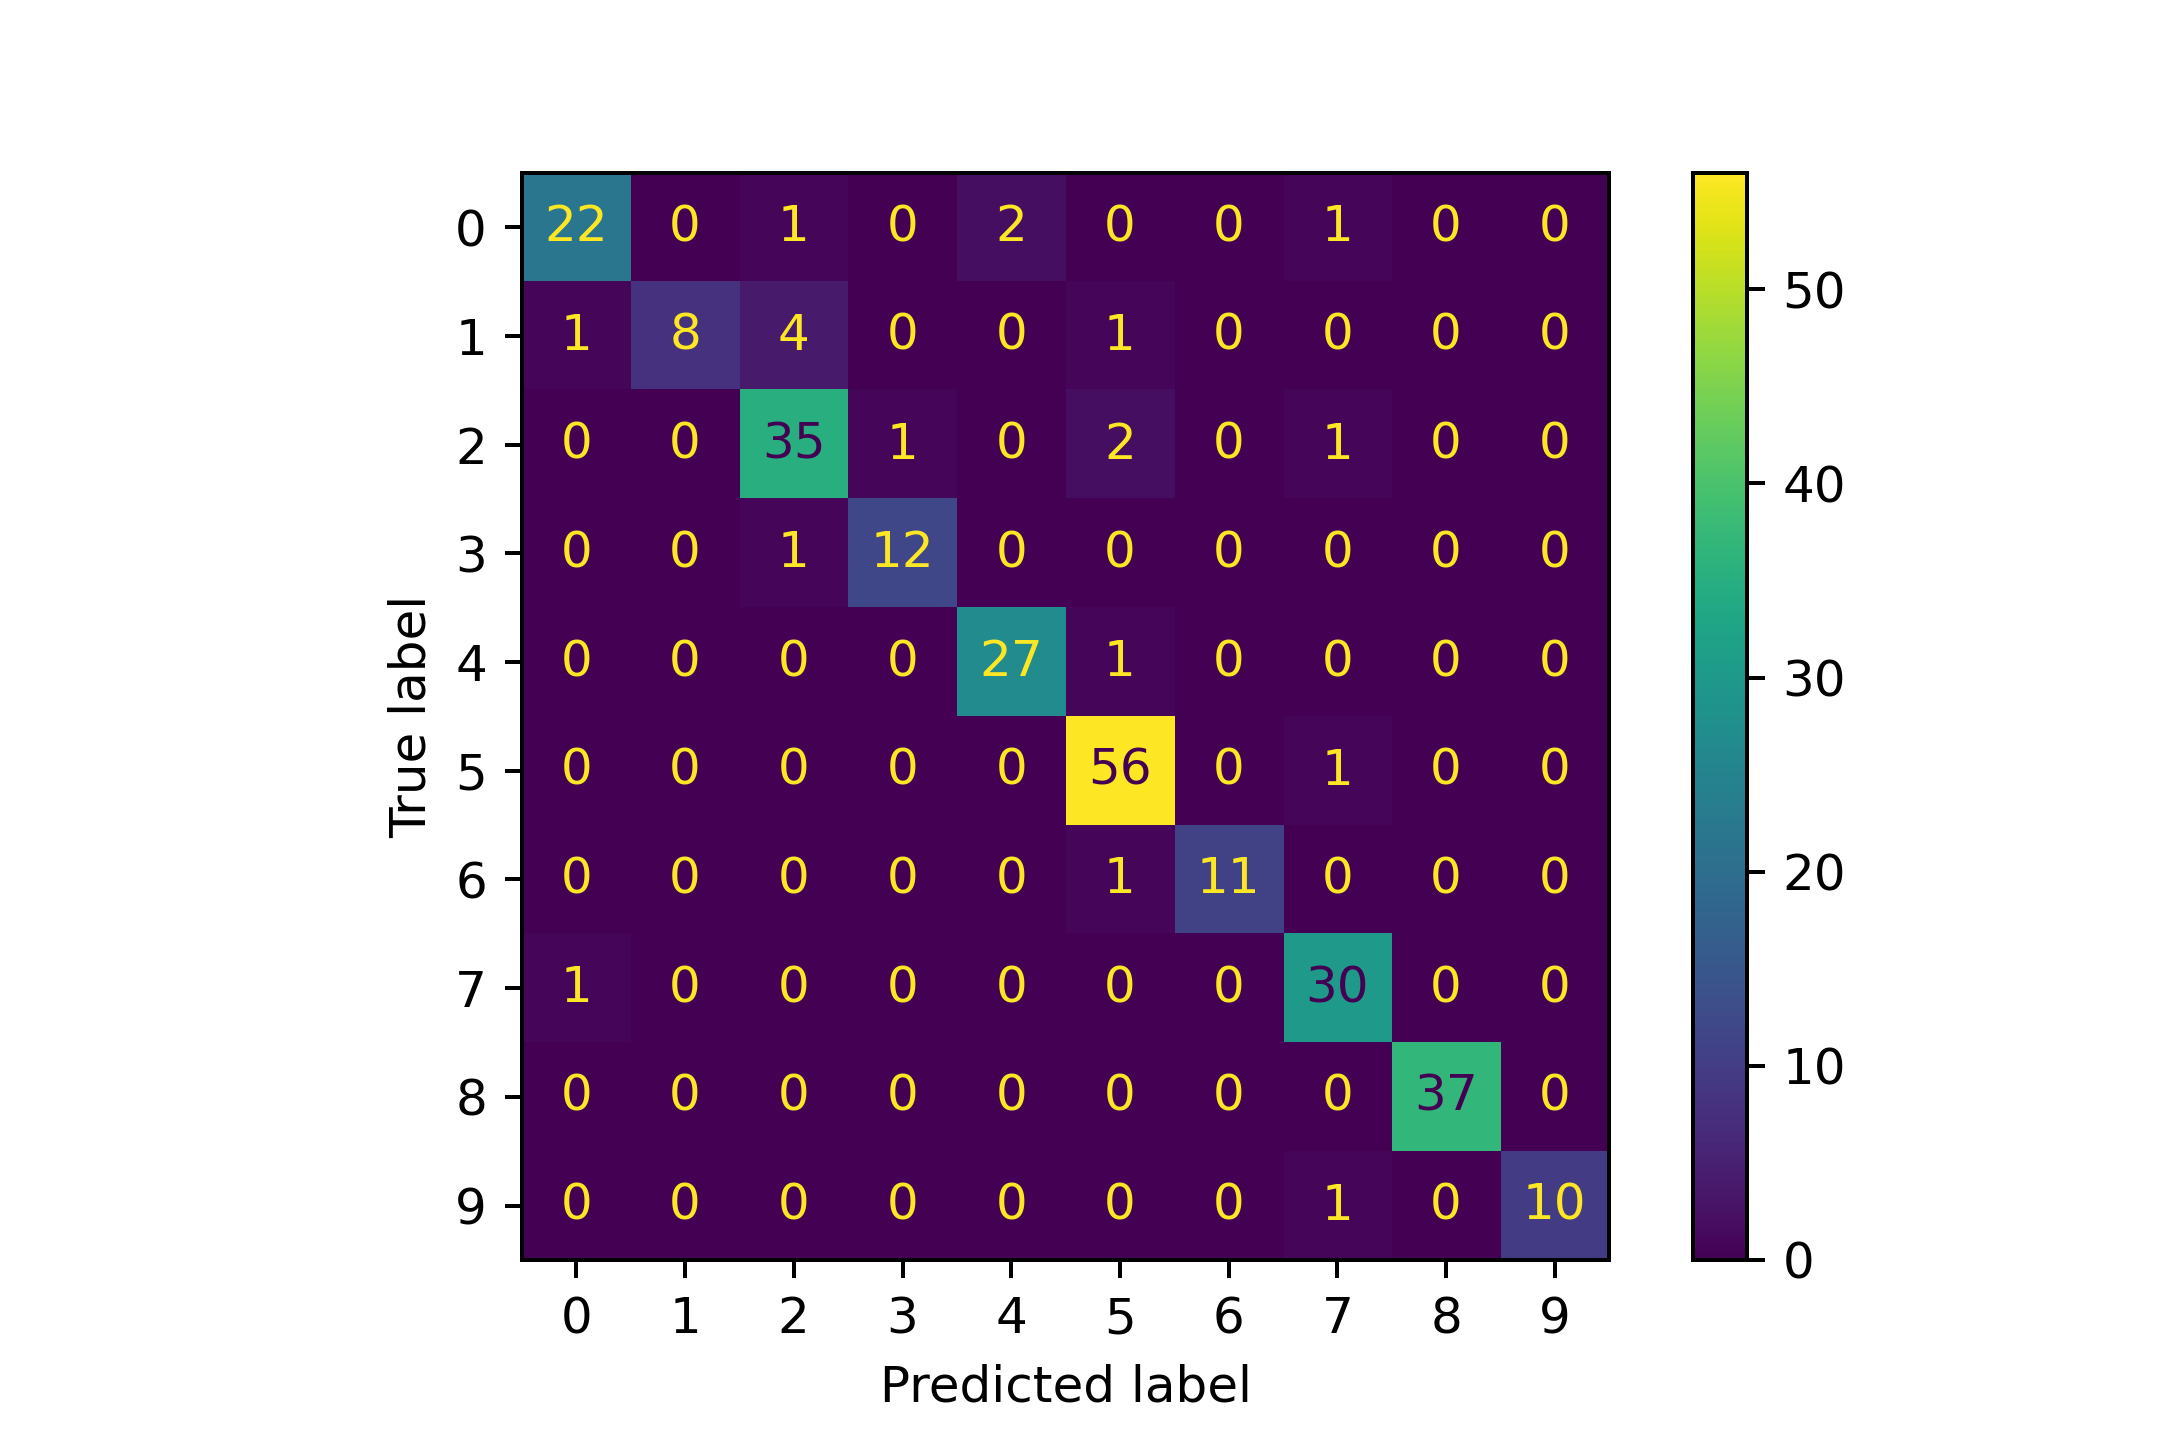 0 22 0 1 0 2 0 0 1 0 0
1 1 8 4 0 0 1 0 0 0 0
2 0 0 35 1 0 2 0 1 0 0
3 0 0 1 12 0 0 0 0 0 0
4 0 0 0 0 27 1 0 0 0 0
5 0 0 0 0 0 56 0 1 0 0
6 0 0 0 0 0 1 11 0 0 0
7 1 0 0 0 0 0 0 30 0 0
8 0 0 0 0 0 0 0 0 37 0
9 0 0 0 0 0 0 0 1 0 10
0 1 2 3 4 5 6 7 8 9
Predicted label
True label
50
40
30
20
10
0